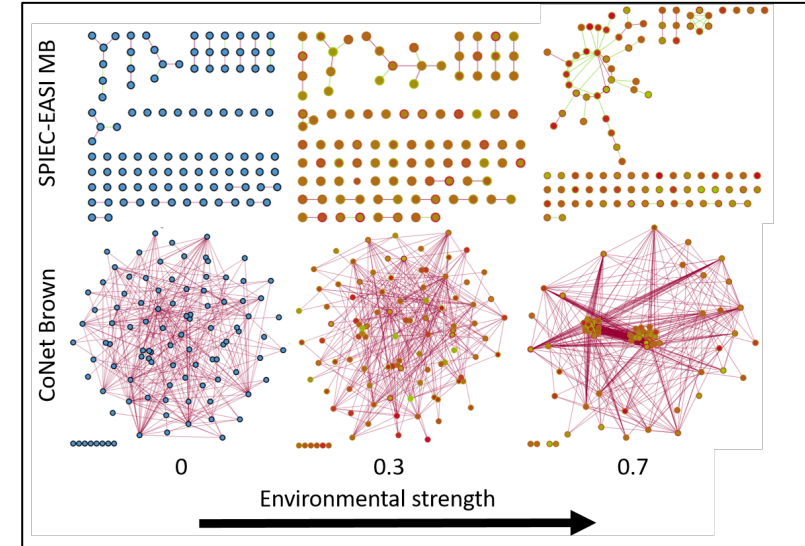 SPIEC-EASI MB
CoNet Brown
0
0.3
0.7
Environmental strength